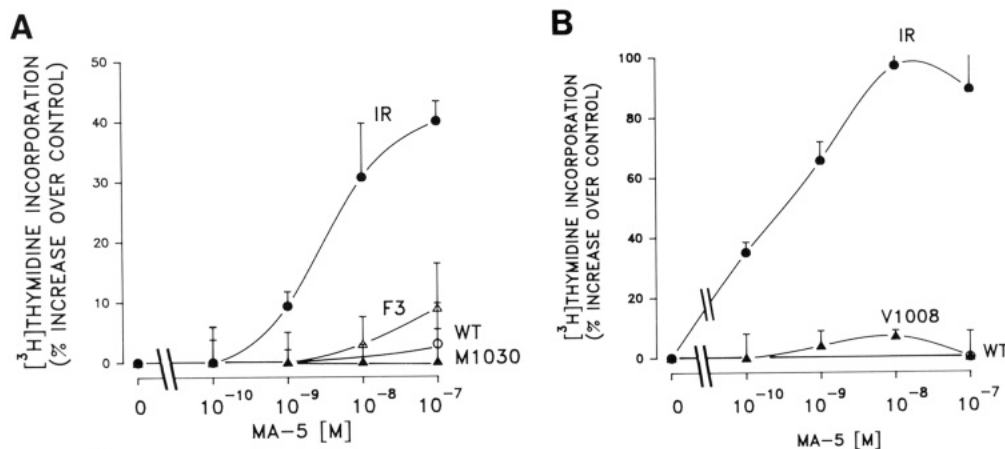 A
[³H]THYMIDINE INCORPORATION
(% INCREASE OVER CONTROL)
50
40
30
20
10
0
IR
F3
WT
M1030
0
10⁻¹⁰
10⁻⁹
10⁻⁸
10⁻⁷
MA-5 [M]
B
[³H]THYMIDINE INCORPORATION
(% INCREASE OVER CONTROL)
100
80
60
40
20
0
IR
V1008
WT
0
10⁻¹⁰
10⁻⁹
10⁻⁸
10⁻⁷
MA-5 [M]